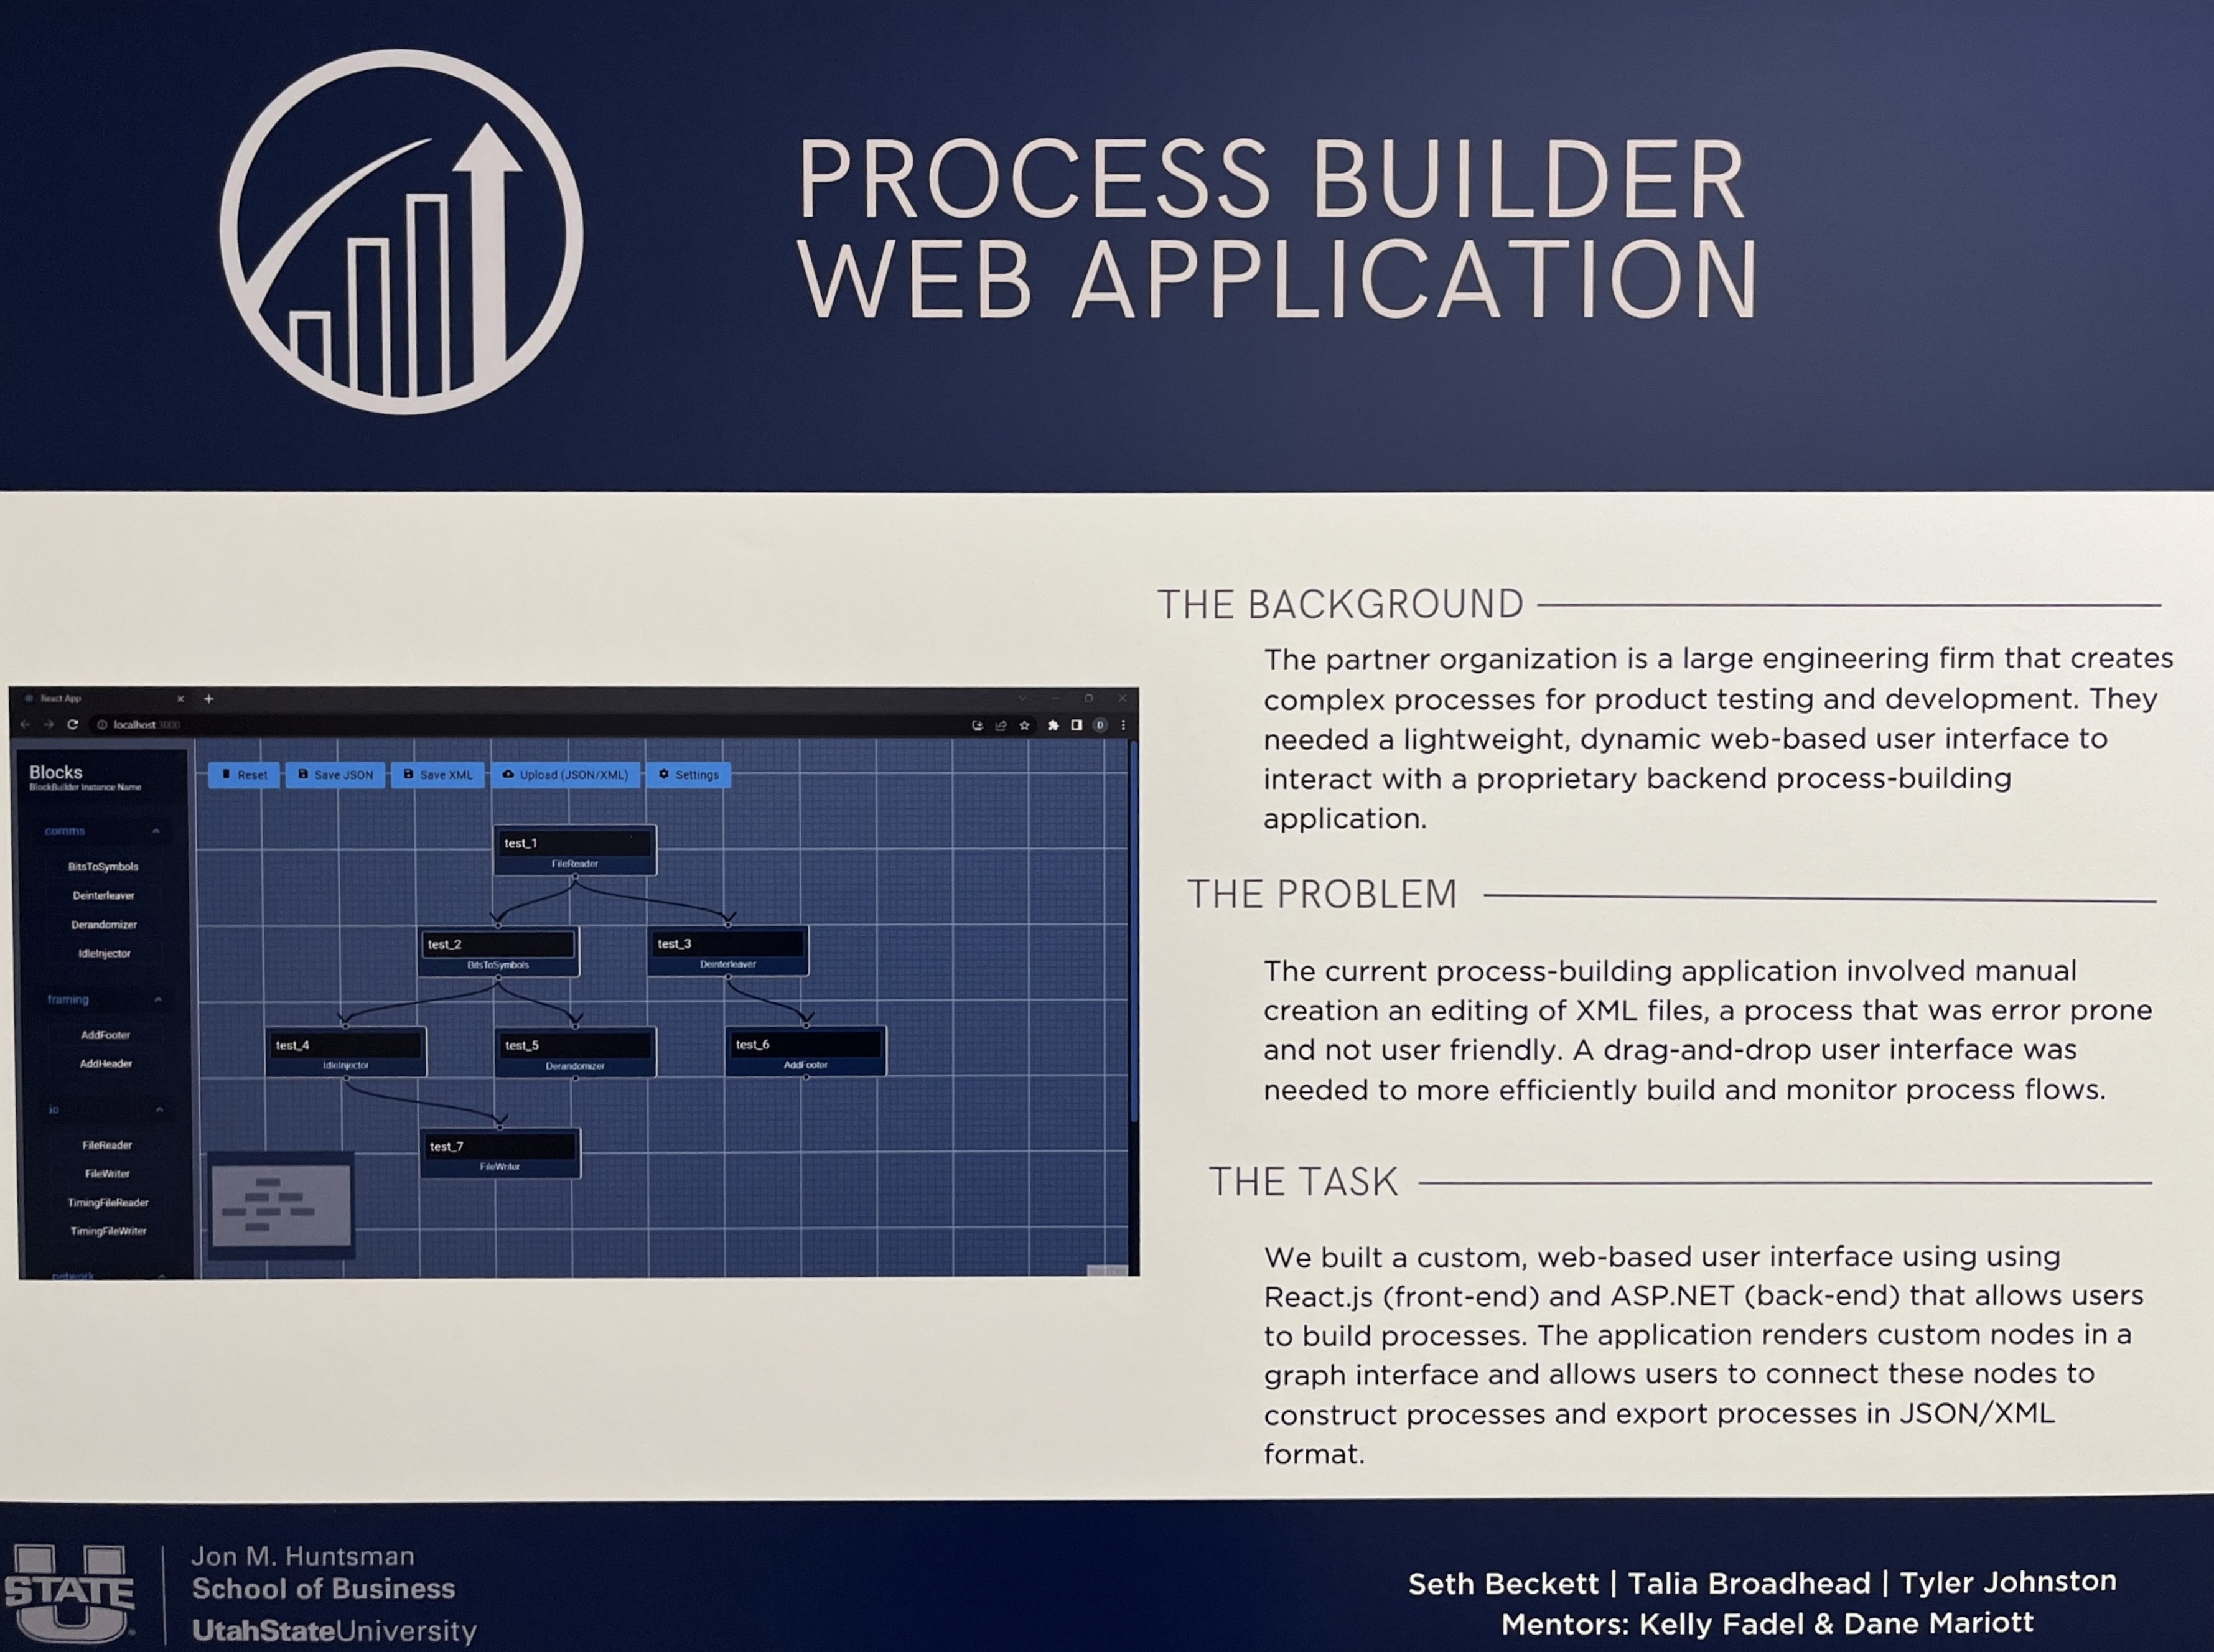 PROCESS BUILDER
WEB APPLICATION
React App
localhost:3000
Blocks
BlockBuilder Instance Name
comms
BitsToSymbols
Deinterleaver
Derandomizer
IdleInjector
framing
AddFooter
AddHeader
io
FileReader
FileWriter
TimingFileReader
TimingFileWriter
network
Reset
Save JSON
Save XML
Upload (JSON/XML)
Settings
D
test_1
FileReader
test_2
BitsToSymbols
test_3
Deinterleaver
test_4
IdleInjector
test_5
Derandomizer
test_6
AddFooter
test_7
FileWriter
THE BACKGROUND
The partner organization is a large engineering firm that creates
complex processes for product testing and development. They
needed a lightweight, dynamic web-based user interface to
interact with a proprietary backend process-building
application.
THE PROBLEM
The current process-building application involved manual
creation an editing of XML files, a process that was error prone
and not user friendly. A drag-and-drop user interface was
needed to more efficiently build and monitor process flows.
THE TASK
We built a custom, web-based user interface using using
React.js (front-end) and ASP.NET (back-end) that allows users
to build processes. The application renders custom nodes in a
graph interface and allows users to connect these nodes to
construct processes and export processes in JSON/XML
format.
U STATE
Jon M. Huntsman
School of Business
UtahStateUniversity
Seth Beckett | Talia Broadhead | Tyler Johnston
Mentors: Kelly Fadel & Dane Mariott